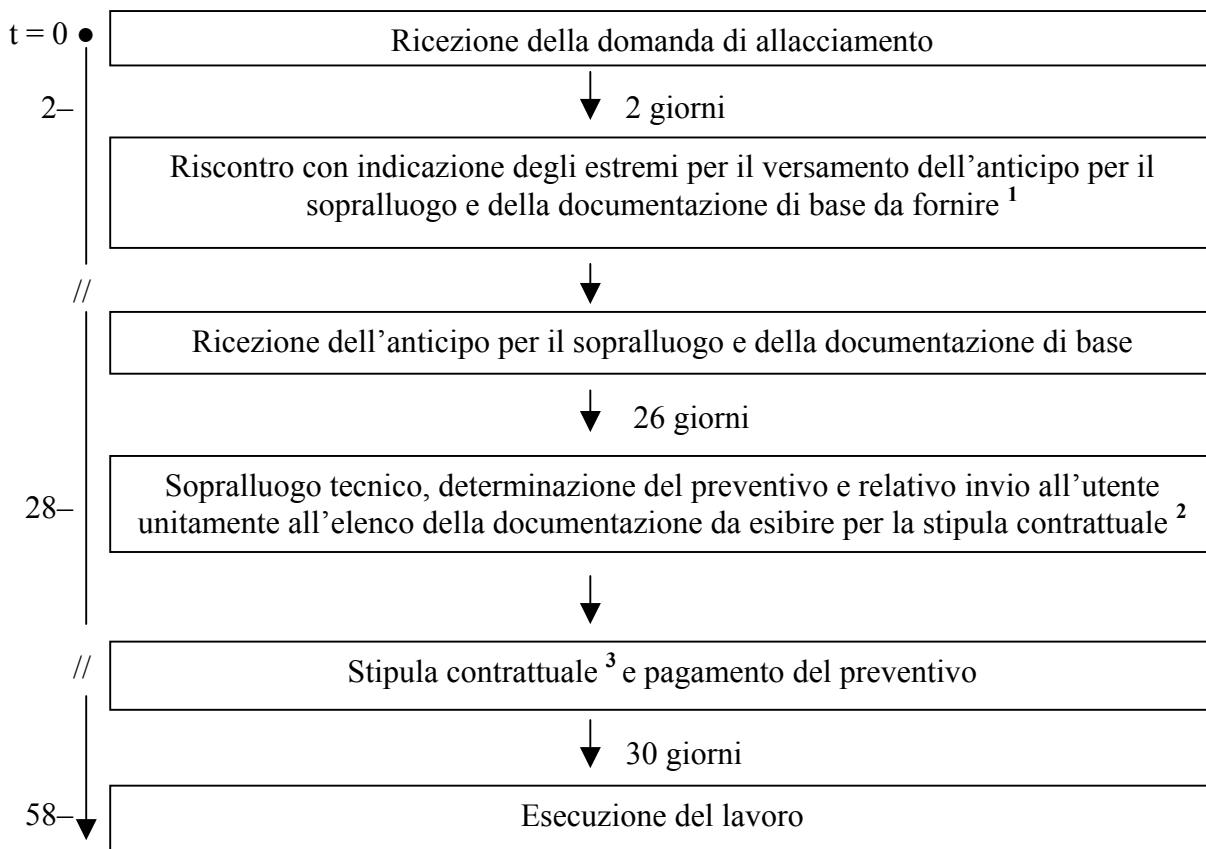 t = 0 ● Ricezione della domanda di allacciamento
2– 2 giorni
Riscontro con indicazione degli estremi per il versamento dell’anticipo per il
sopralluogo e della documentazione di base da fornire 1
//
Ricezione dell’anticipo per il sopralluogo e della documentazione di base
26 giorni
Sopralluogo tecnico, determinazione del preventivo e relativo invio all’utente
28– unitamente all’elenco della documentazione da esibire per la stipula contrattuale 2
// Stipula contrattuale 3 e pagamento del preventivo
30 giorni
58– Esecuzione del lavoro